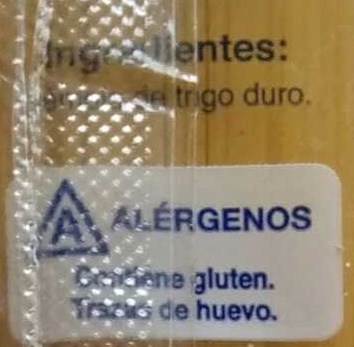 Ingredientes:
de trigo duro.
A ALÉRGENOS
Contiene gluten.
Trazas de huevo.